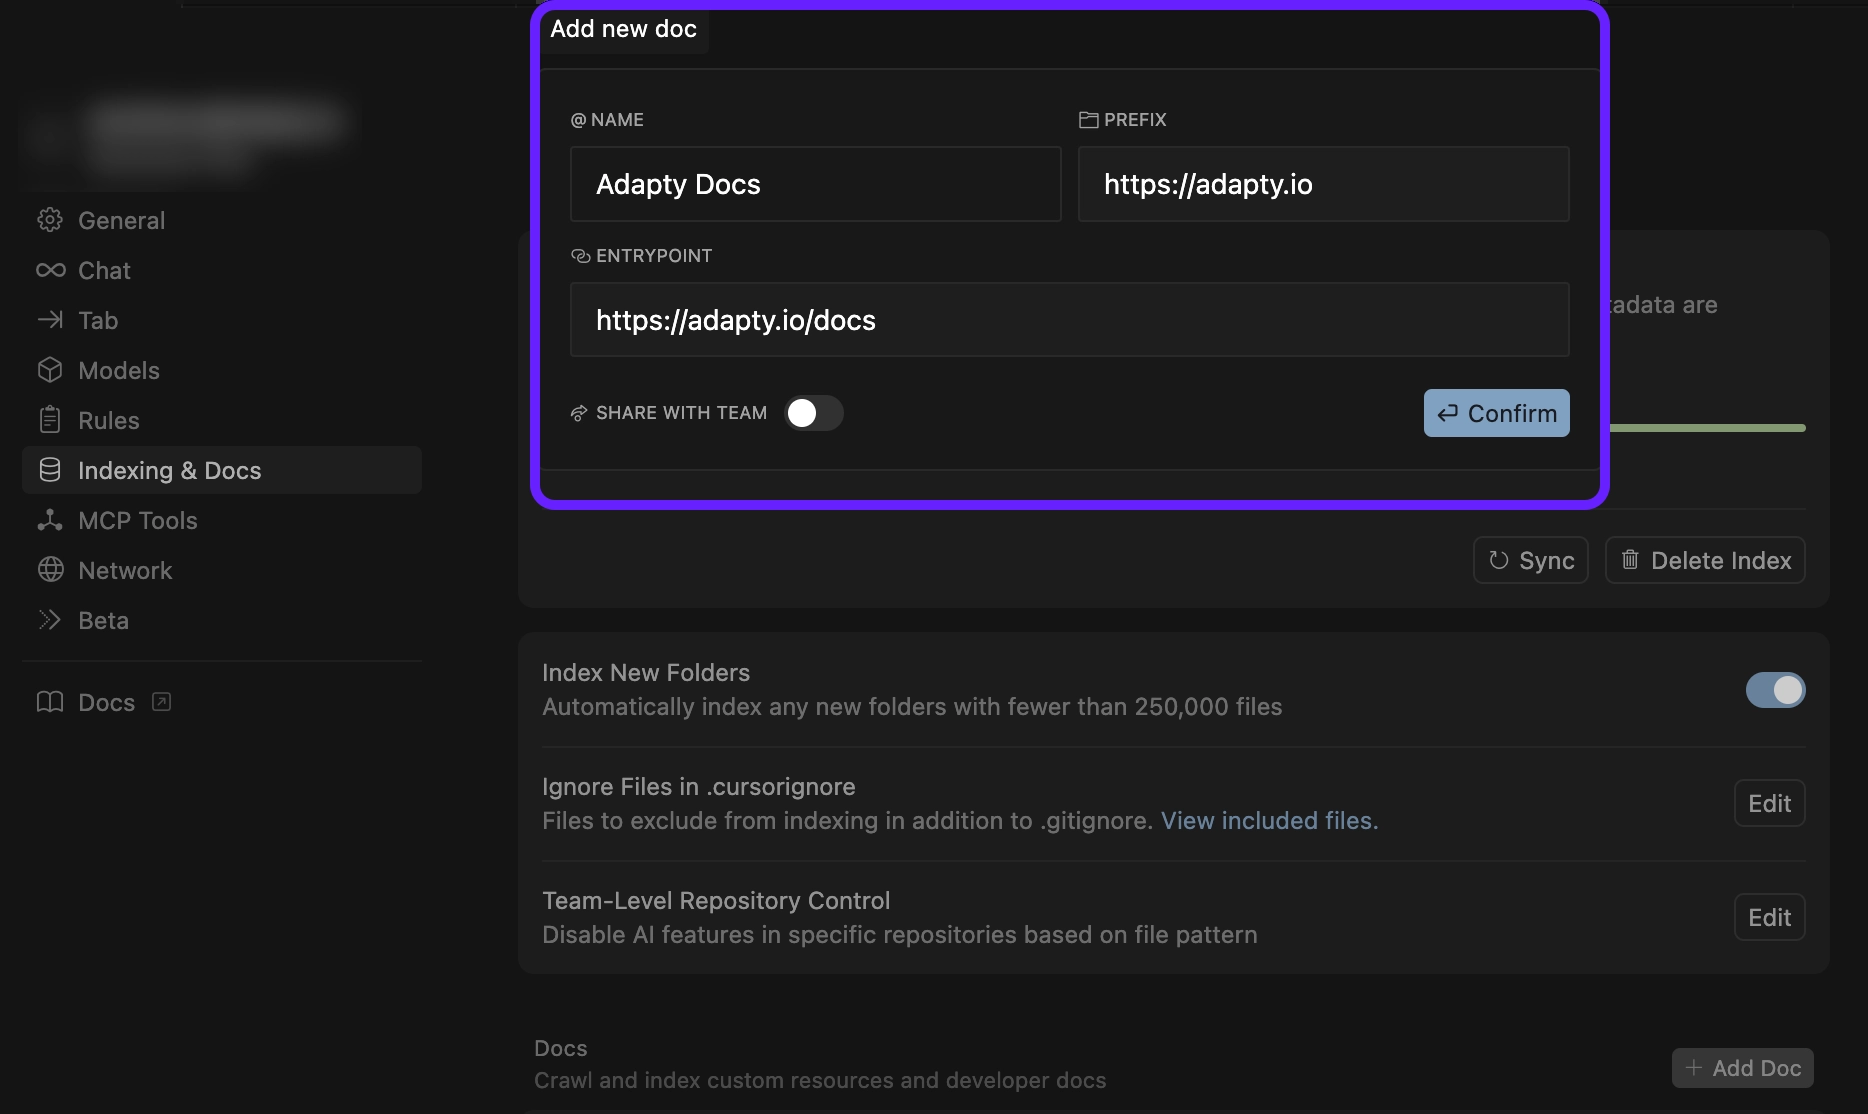 Add new doc
@ NAME
PREFIX
Adapty Docs
https://adapty.io
ENTRYPOINT
https://adapty.io/docs
SHARE WITH TEAM
Confirm
General
Chat
Tab
Models
Rules
Indexing & Docs
MCP Tools
Network
Beta
Docs
are
Sync
Delete Index
Index New Folders
Automatically index any new folders with fewer than 250,000 files
Ignore Files in .cursorignore
Files to exclude from indexing in addition to .gitignore. View included files.
Edit
Team-Level Repository Control
Disable AI features in specific repositories based on file pattern
Edit
Docs
Crawl and index custom resources and developer docs
+ Add Doc